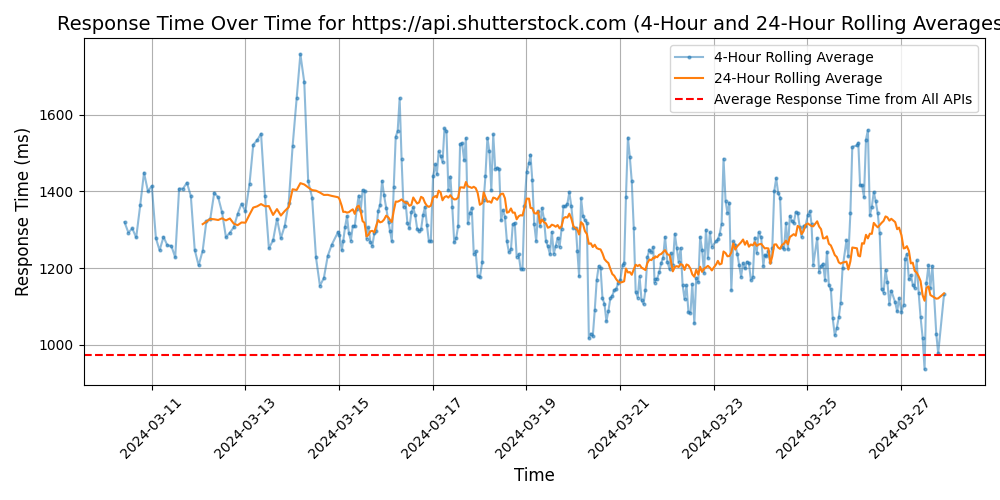 Response Time Over Time for https://api.shutterstock.com (4-Hour and 24-Hour Rolling Averages
4-Hour Rolling Average
24-Hour Rolling Average
Average Response Time from All APIs
Response Time (ms)
1600
1400
1200
1000
2024-03-11
2024-03-13
2024-03-15
2024-03-17
2024-03-19
2024-03-21
2024-03-23
2024-03-25
2024-03-27
Time